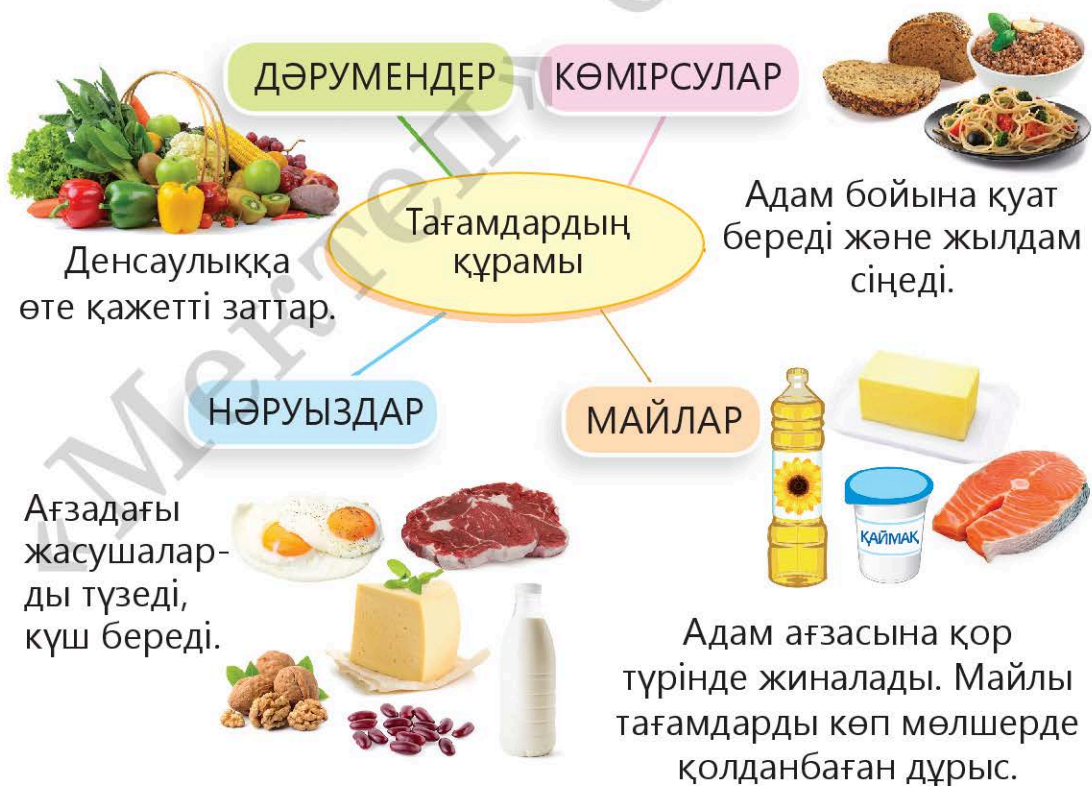 ДӘРУМЕНДЕР
КӨМІРСУЛАР
Тағамдардың
құрамы
Денсаулыққа
өте қажетті заттар.
Адам бойына қуат
береді және жылдам
сіңеді.
НӘРУЫЗДАР
МАЙЛАР
Ағзадағы
жасушалар-
ды түзеді,
күш береді.
ҚАЙМАҚ
Адам ағзасына қор
түрінде жиналады. Майлы
тағамдарды көп мөлшерде
қолданбаған дұрыс.
«Мектеп»